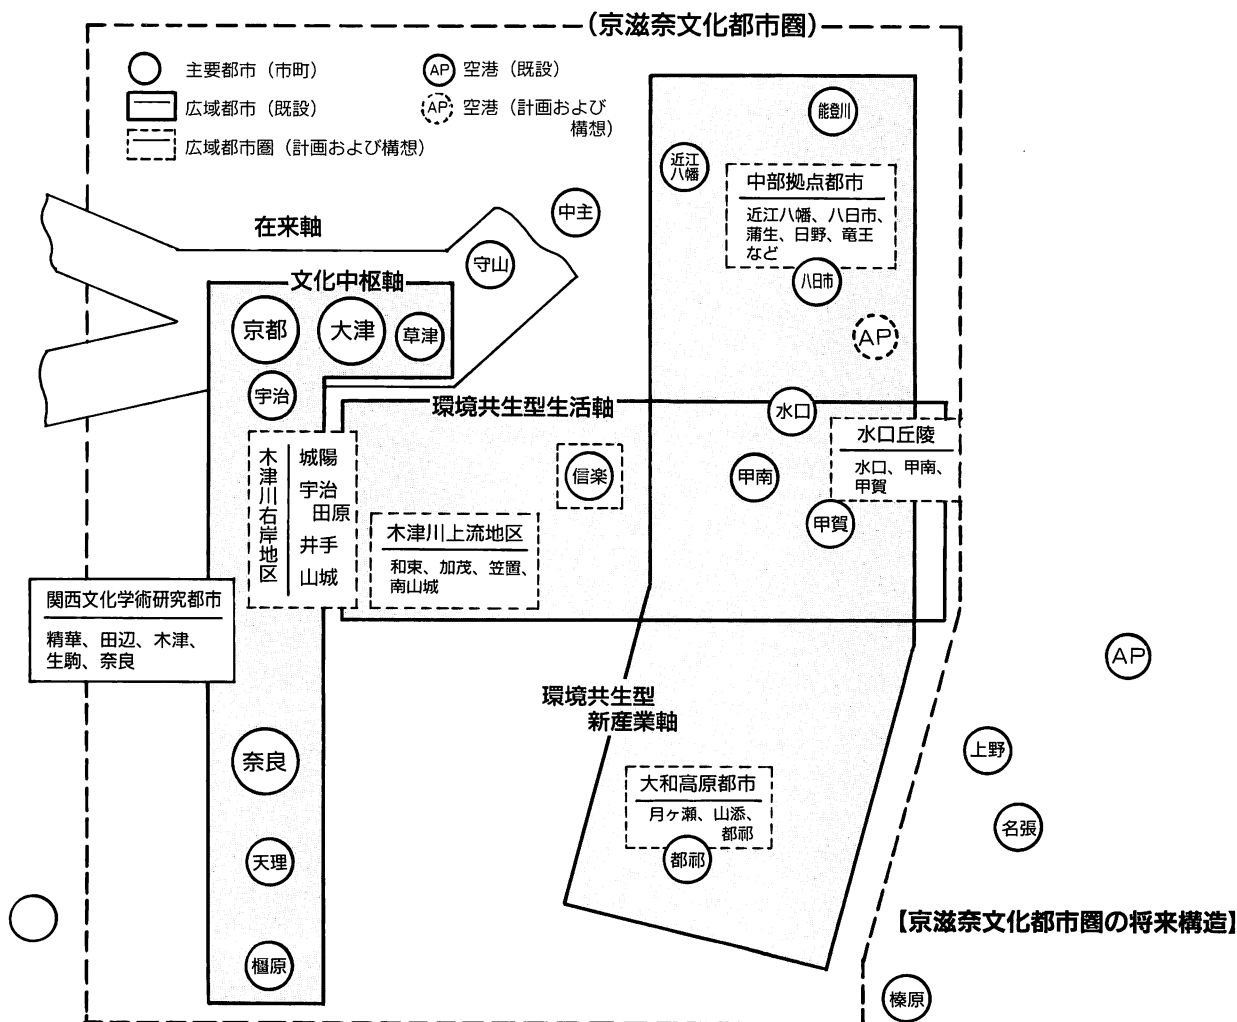 (京滋奈文化都市圏)
主要都市（市町）
広域都市（既設）
広域都市圏（計画および構想）
AP 空港（既設）
AP 空港（計画および
構想）
能登川
近江
八幡
中部拠点都市
近江八幡、八日市、
蒲生、日野、竜王
など
八日市
AP
中主
在来軸
守山
文化中枢軸
京都
大津
草津
宇治
環境共生型生活軸
水口
水口丘陵
水口、甲南、
甲賀
甲南
甲賀
信楽
木津川右岸地区
城陽
宇治
田原
井手
山城
木津川上流地区
和束、加茂、笠置、
南山城
関西文化学術研究都市
精華、田辺、木津、
生駒、奈良
AP
環境共生型
新産業軸
上野
奈良
大和高原都市
月ヶ瀬、山添、
都祁
都祁
名張
天理
【京滋奈文化都市圏の将来構造】
橿原
榛原